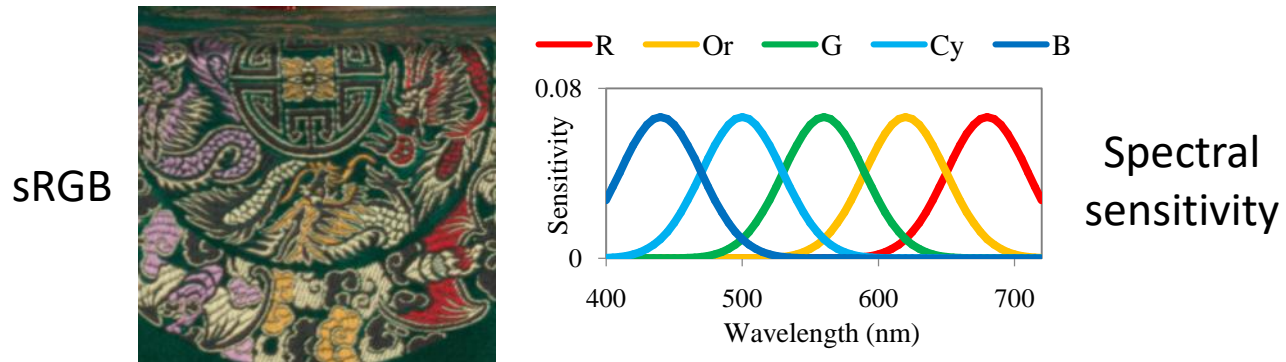 sRGB
R Or G Cy B
0.08
Sensitivity
0
400 500 600 700
Wavelength (nm)
Spectral
sensitivity